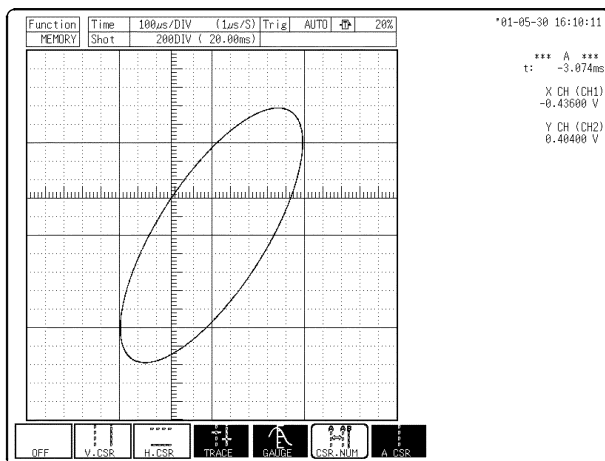 Function Time 100µs/DIV (1µs/S) Trig AUTO 20%
MEMORY Shot 200DIV ( 20.00ms)
'01-05-30 16:10:11
*** A ***
t: -3.074ms
X CH (CH1)
-0.43600 V
Y CH (CH2)
0.40400 V
OFF V.CSR H.CSR TRACE GAUGE A AB CSR.NUM A CSR